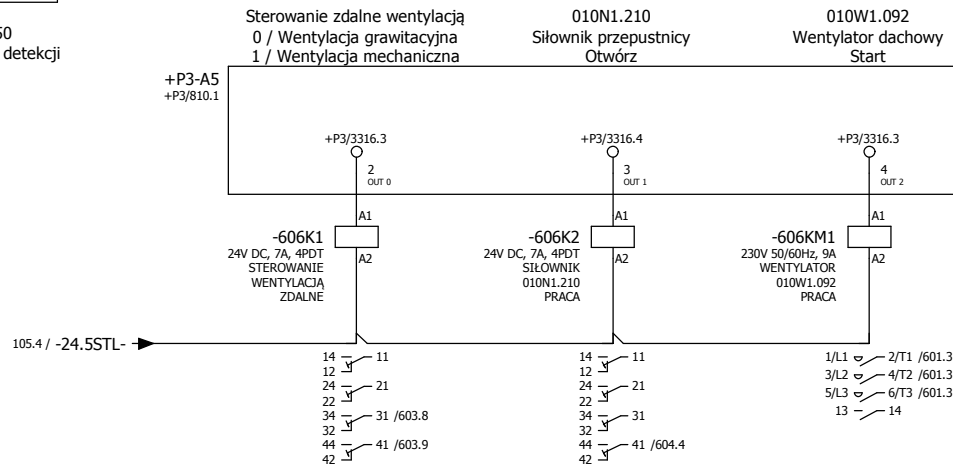 50
detekcji
Sterowanie zdalne wentylacją
0 / Wentylacja grawitacyjna
1 / Wentylacja mechaniczna
010N1.210
Siłownik przepustnicy
Otwórz
010W1.092
Wentylator dachowy
Start
+P3-A5
+P3/810.1
+P3/3316.3
2
OUT 0
+P3/3316.4
3
OUT 1
+P3/3316.3
4
OUT 2
A1
-606K1
24V DC, 7A, 4PDT
STEROWANIE
WENTYLACJĄ
ZDALNE
A2
A1
-606K2
24V DC, 7A, 4PDT
SIŁOWNIK
010N1.210
PRACA
A2
A1
-606KM1
230V 50/60Hz, 9A
WENTYLATOR
010W1.092
PRACA
A2
105.4 / -24.5STL-
14 11
12
24 21
22
34 31 /603.8
32
44 41 /603.9
42
14 11
12
24 21
22
34 31
32
44 41 /604.4
42
1/L1 2/T1 /601.3
3/L2 4/T2 /601.3
5/L3 6/T3 /601.3
13 14